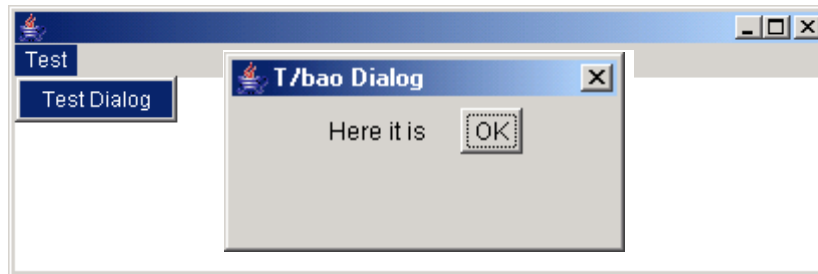 Test
Test Dialog
T/bao Dialog
Here it is
OK